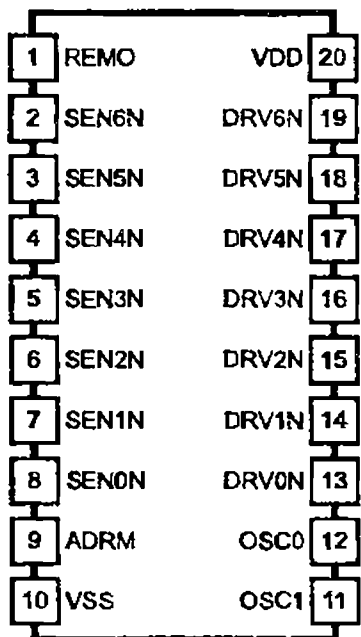 1 REMO VDD 20
2 SEN6N DRV6N 19
3 SEN5N DRV5N 18
4 SEN4N DRV4N 17
5 SEN3N DRV3N 16
6 SEN2N DRV2N 15
7 SEN1N DRV1N 14
8 SEN0N DRV0N 13
9 ADRM OSC0 12
10 VSS OSC1 11